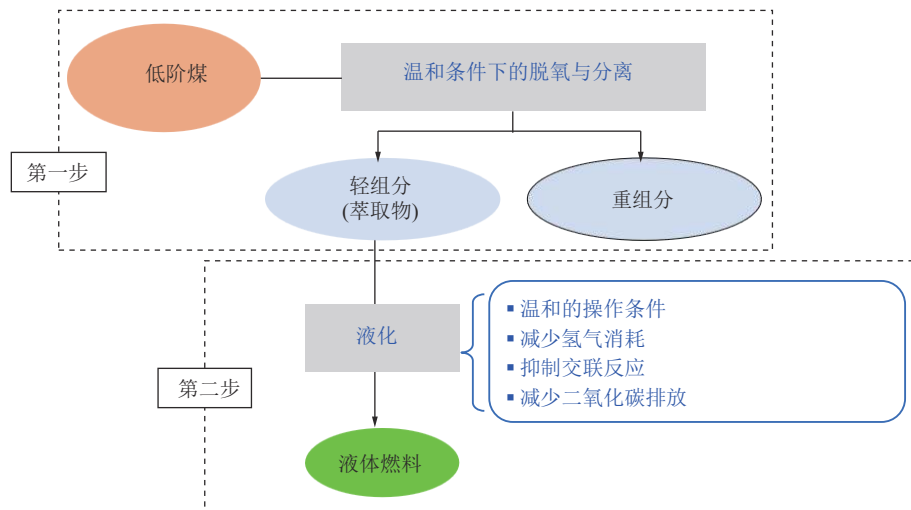 低阶煤
温和条件下的脱氧与分离
第一步
轻组分
(萃取物)
重组分
液化
▪ 温和的操作条件
▪ 减少氢气消耗
▪ 抑制交联反应
▪ 减少二氧化碳排放
第二步
液体燃料